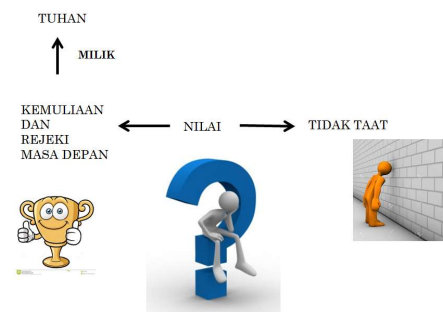 TUHAN
MILIK
KEMULIAAN
DAN
REJEKI
MASA DEPAN
NILAI
TIDAK TAAT